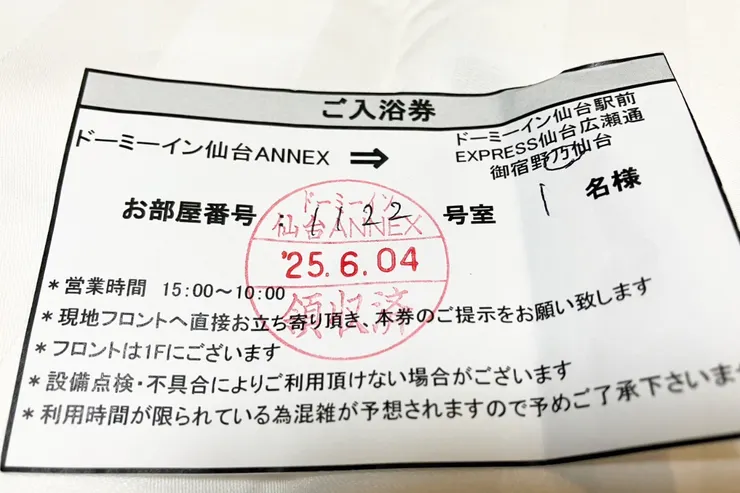 ご入浴券
ドーミーイン仙台ANNEX ⇒
ドーミーイン仙台駅前
EXPRESS仙台広瀬通
御宿野乃仙台
お部屋番号 1122 号室 1 名様
ドーミーイン
仙台ANNEX
'25.6.04
領収済
*営業時間 15:00～10:00
*現地フロントへ直接お立ち寄り頂き、本券のご提示をお願い致します
*フロントは1Fにございます
*設備点検・不具合によりご利用頂けない場合がございます
*利用時間が限られている為混雑が予想されますので予めご了承下さいませ